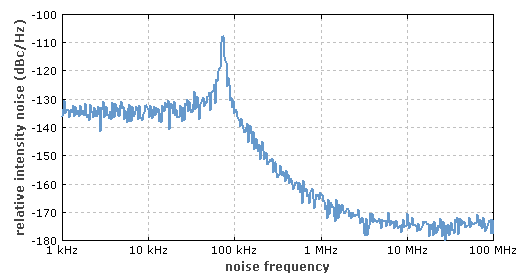 relative intensity noise (dBc/Hz)
-100
-110
-120
-130
-140
-150
-160
-170
-180
1 kHz
10 kHz
100 kHz
1 MHz
10 MHz
100 MHz
noise frequency